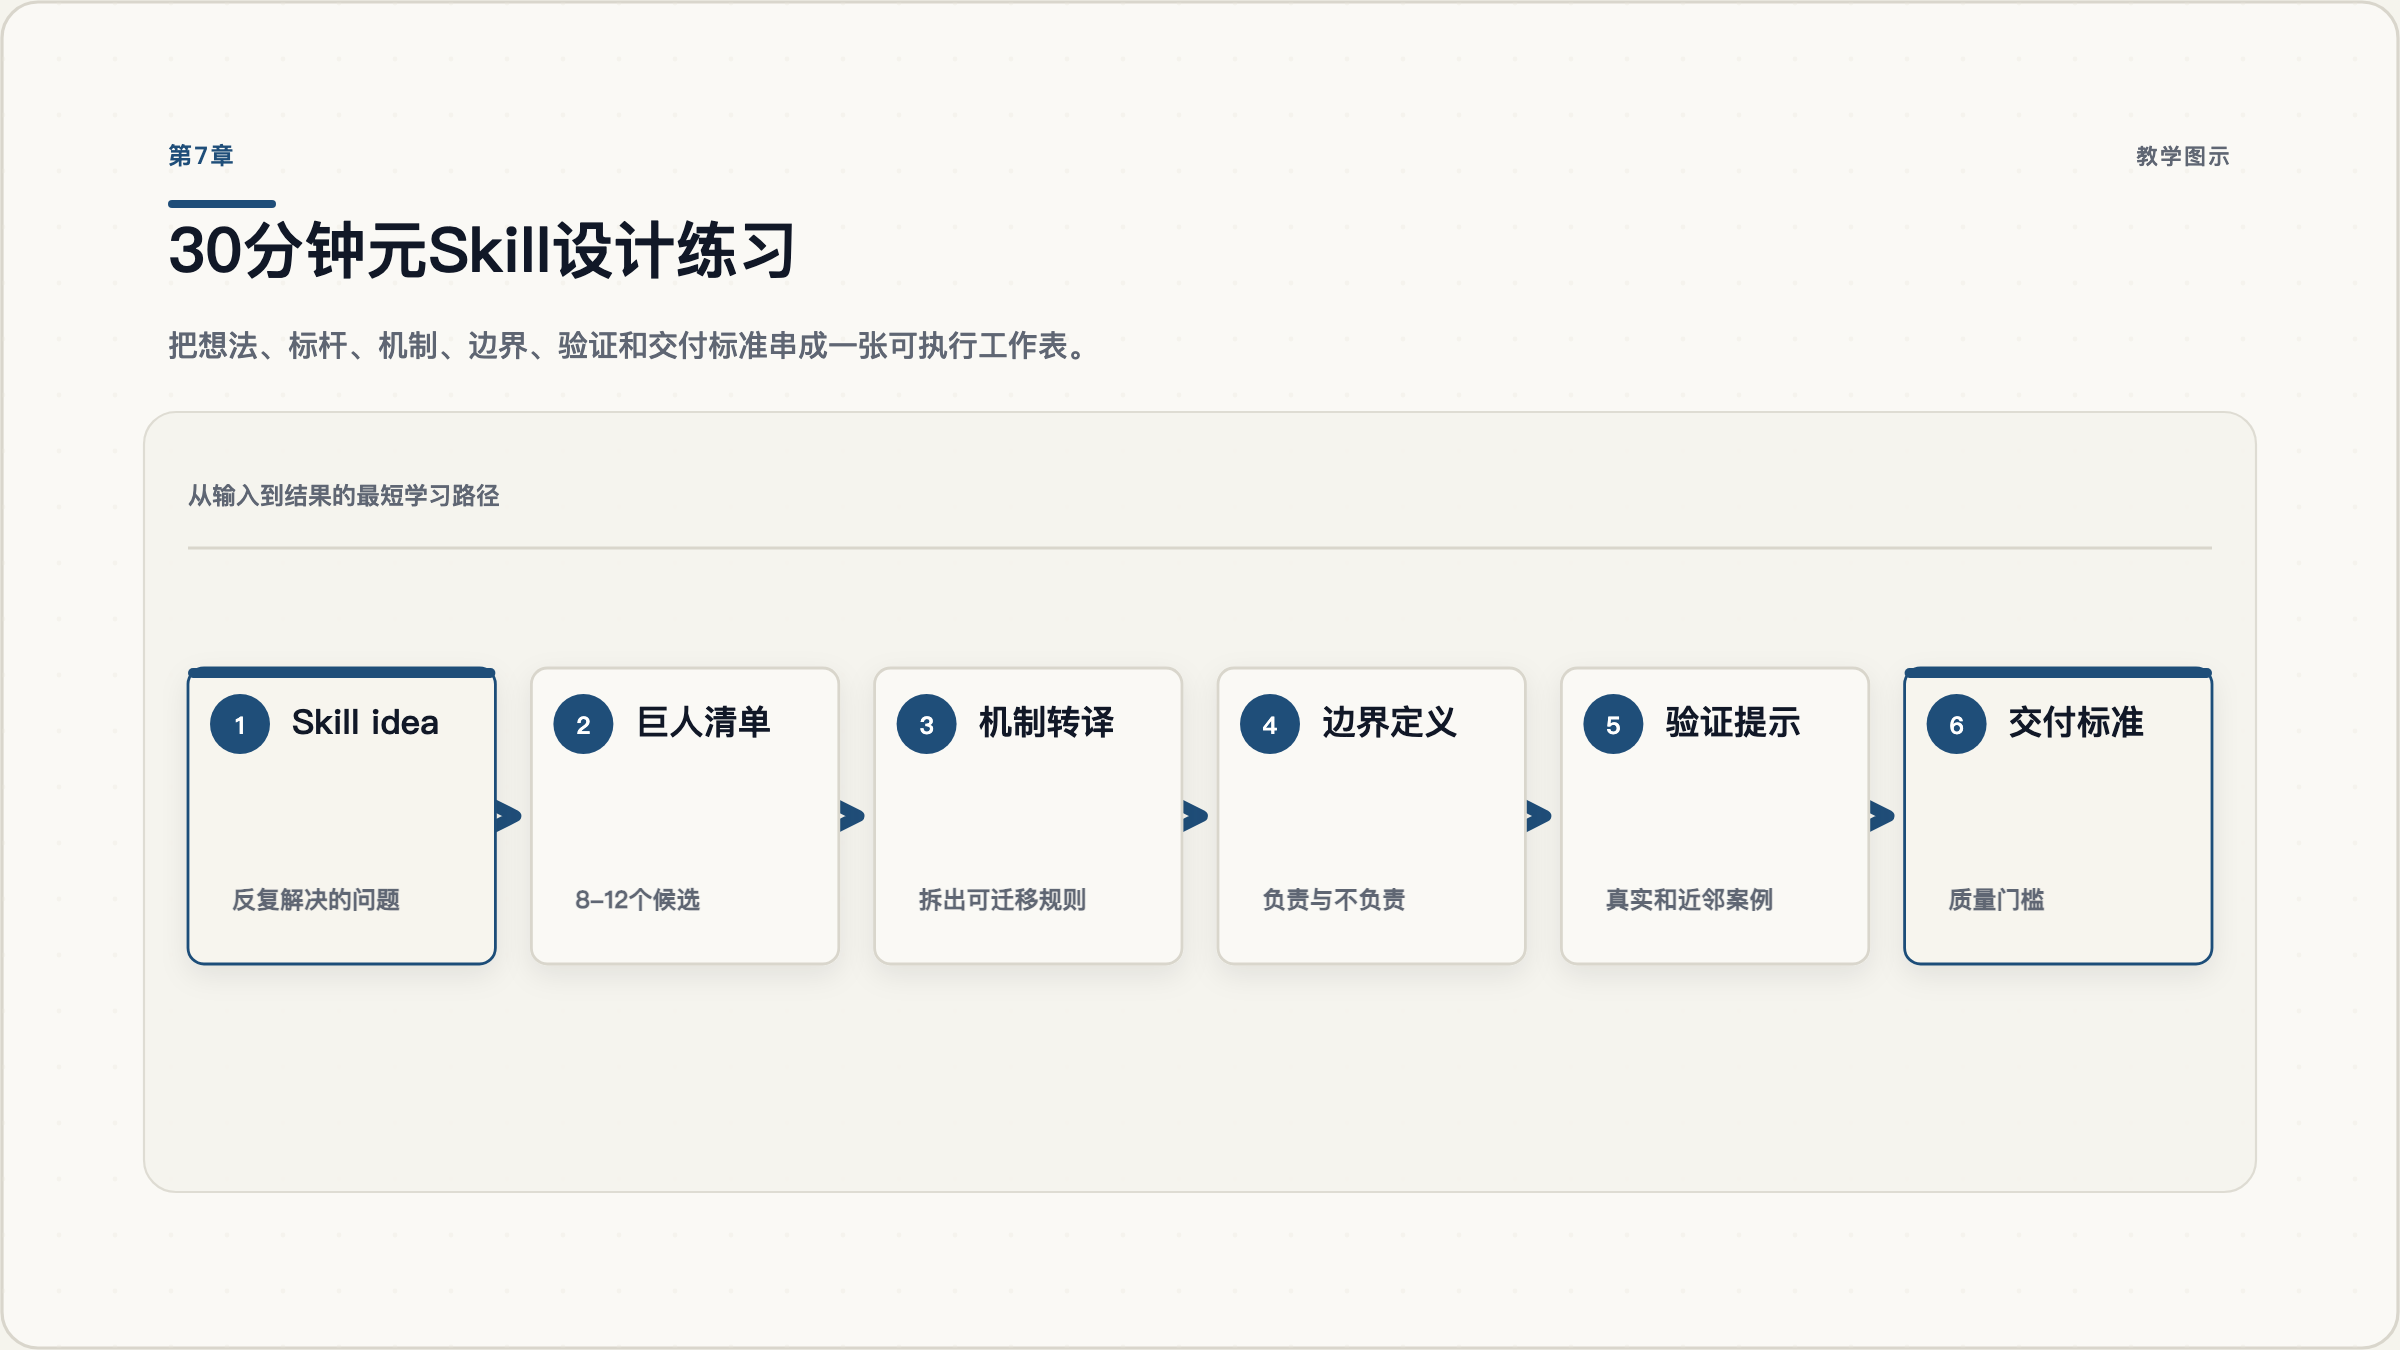 第7章
教学图示
30分钟元Skill设计练习
把想法、标杆、机制、边界、验证和交付标准串成一张可执行工作表。
从输入到结果的最短学习路径
1 Skill idea
反复解决的问题
2 巨人清单
8–12个候选
3 机制转译
拆出可迁移规则
4 边界定义
负责与不负责
5 验证提示
真实和近邻案例
6 交付标准
质量门槛